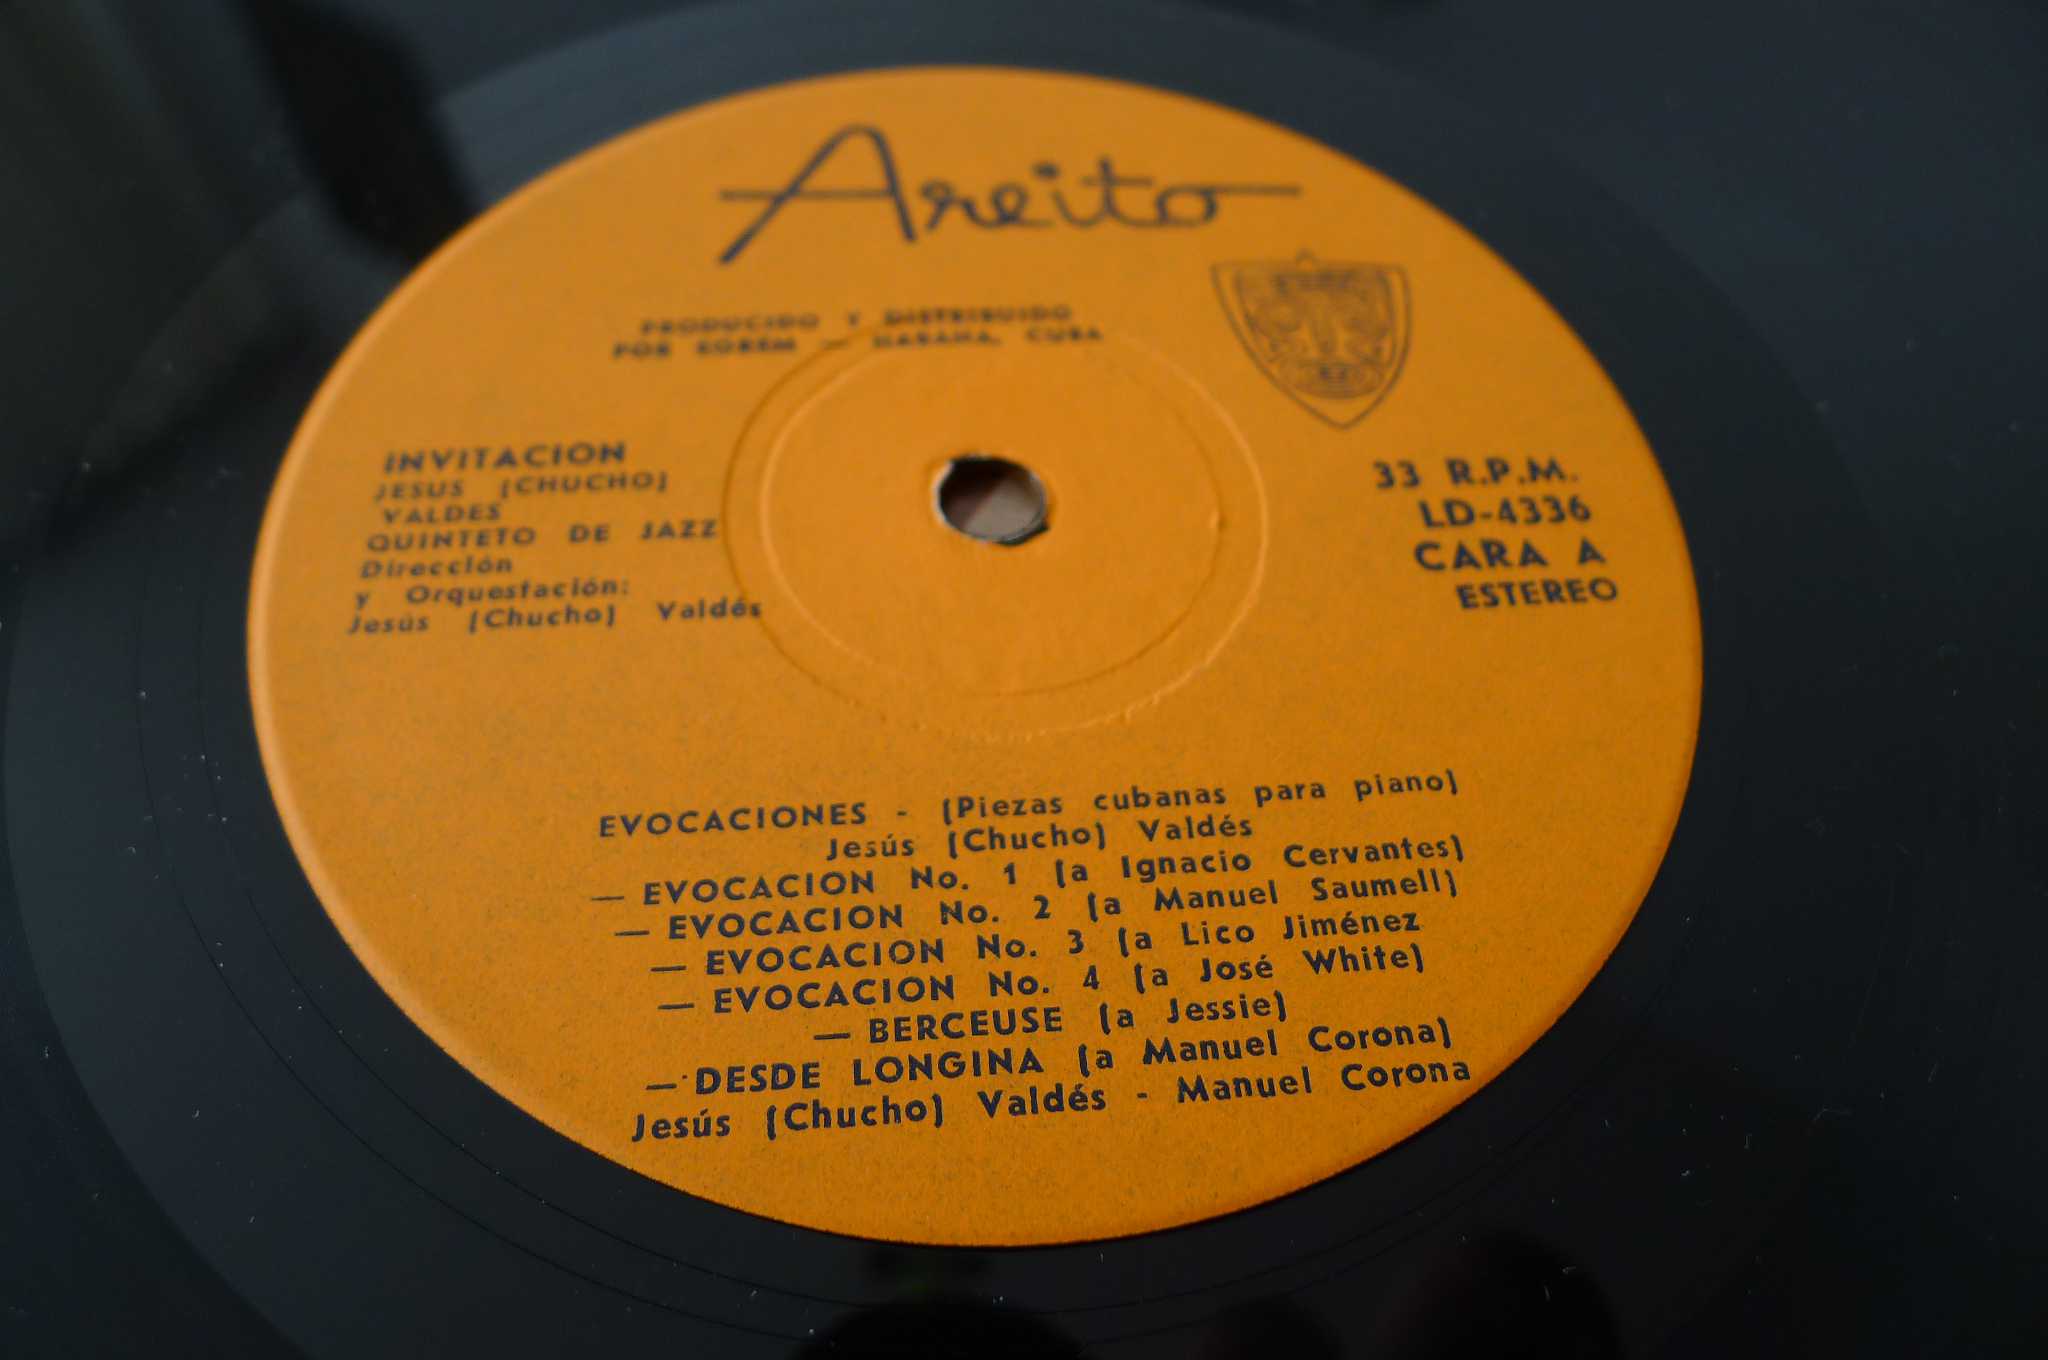 Areito
PRODUCIDO Y DISTRIBUIDO
POR EGREM — HABANA, CUBA
INVITACION
JESUS (CHUCHO)
VALDES
QUINTETO DE JAZZ
Dirección
y Orquestación:
Jesús (Chucho) Valdés
33 R.P.M.
LD-4336
CARA A
ESTEREO
EVOCACIONES - (Piezas cubanas para piano)
Jesús (Chucho) Valdés
— EVOCACION No. 1 (a Ignacio Cervantes)
— EVOCACION No. 2 (a Manuel Saumell)
— EVOCACION No. 3 (a Lico Jiménez
— EVOCACION No. 4 (a José White)
— BERCEUSE (a Jessie)
— DESDE LONGINA (a Manuel Corona)
Jesús (Chucho) Valdés - Manuel Corona